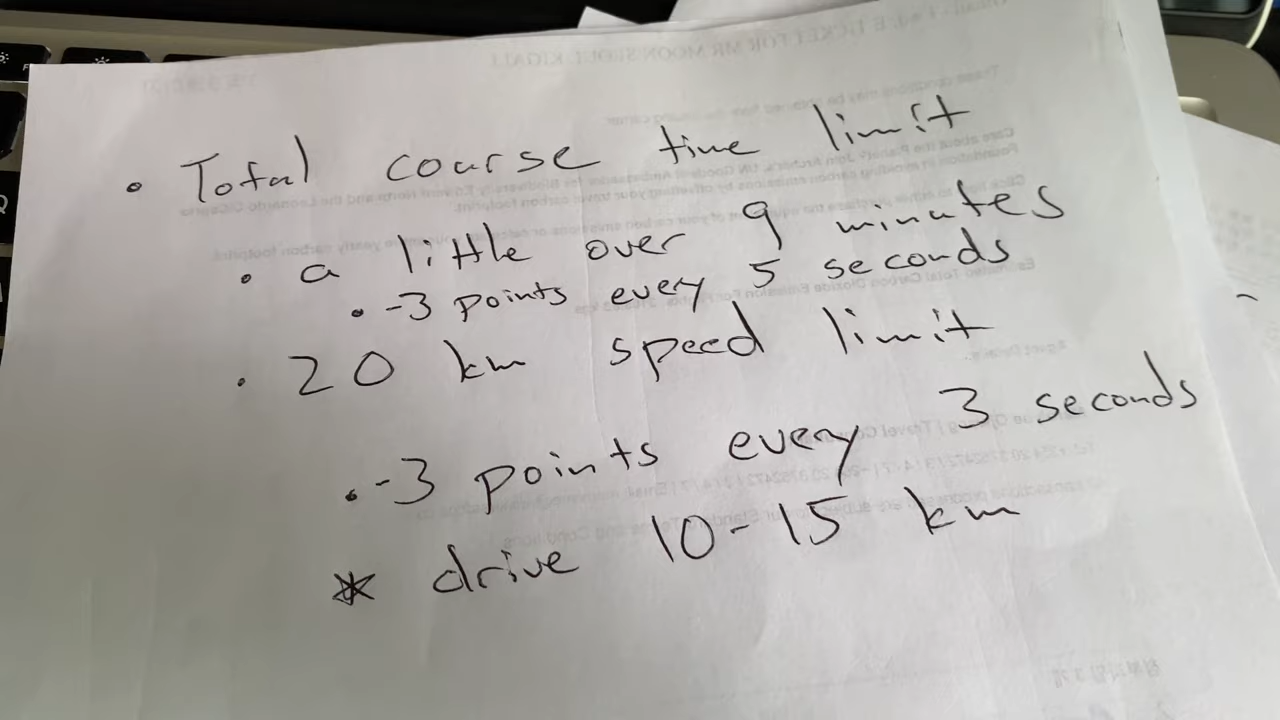 • Total course time limit
• a little over 9 minutes
• -3 points every 5 seconds
• 20 km speed limit
• -3 points every 3 seconds
* drive 10-15 km